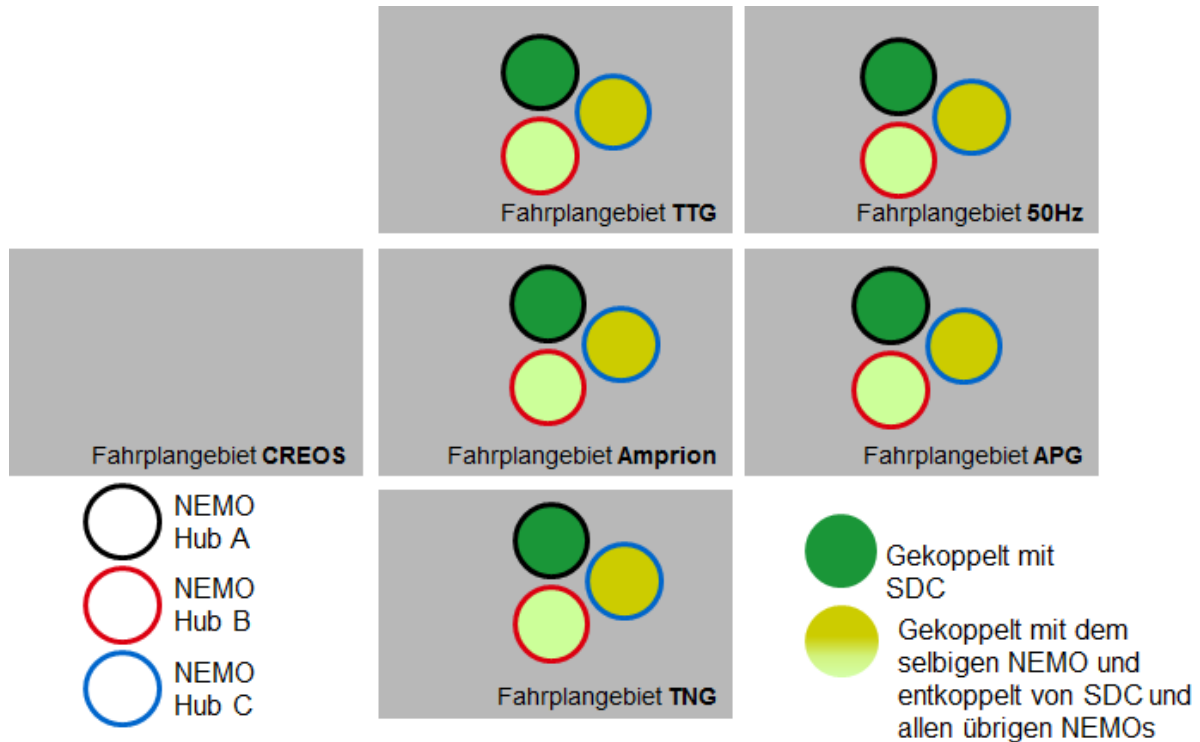 Fahrplangebiet TTG
Fahrplangebiet 50Hz
Fahrplangebiet CREOS
Fahrplangebiet Amprion
Fahrplangebiet APG
NEMO
Hub A
NEMO
Hub B
NEMO
Hub C
Fahrplangebiet TNG
Gekoppelt mit
SDC
Gekoppelt mit dem
selbigen NEMO und
entkoppelt von SDC und
allen übrigen NEMOs